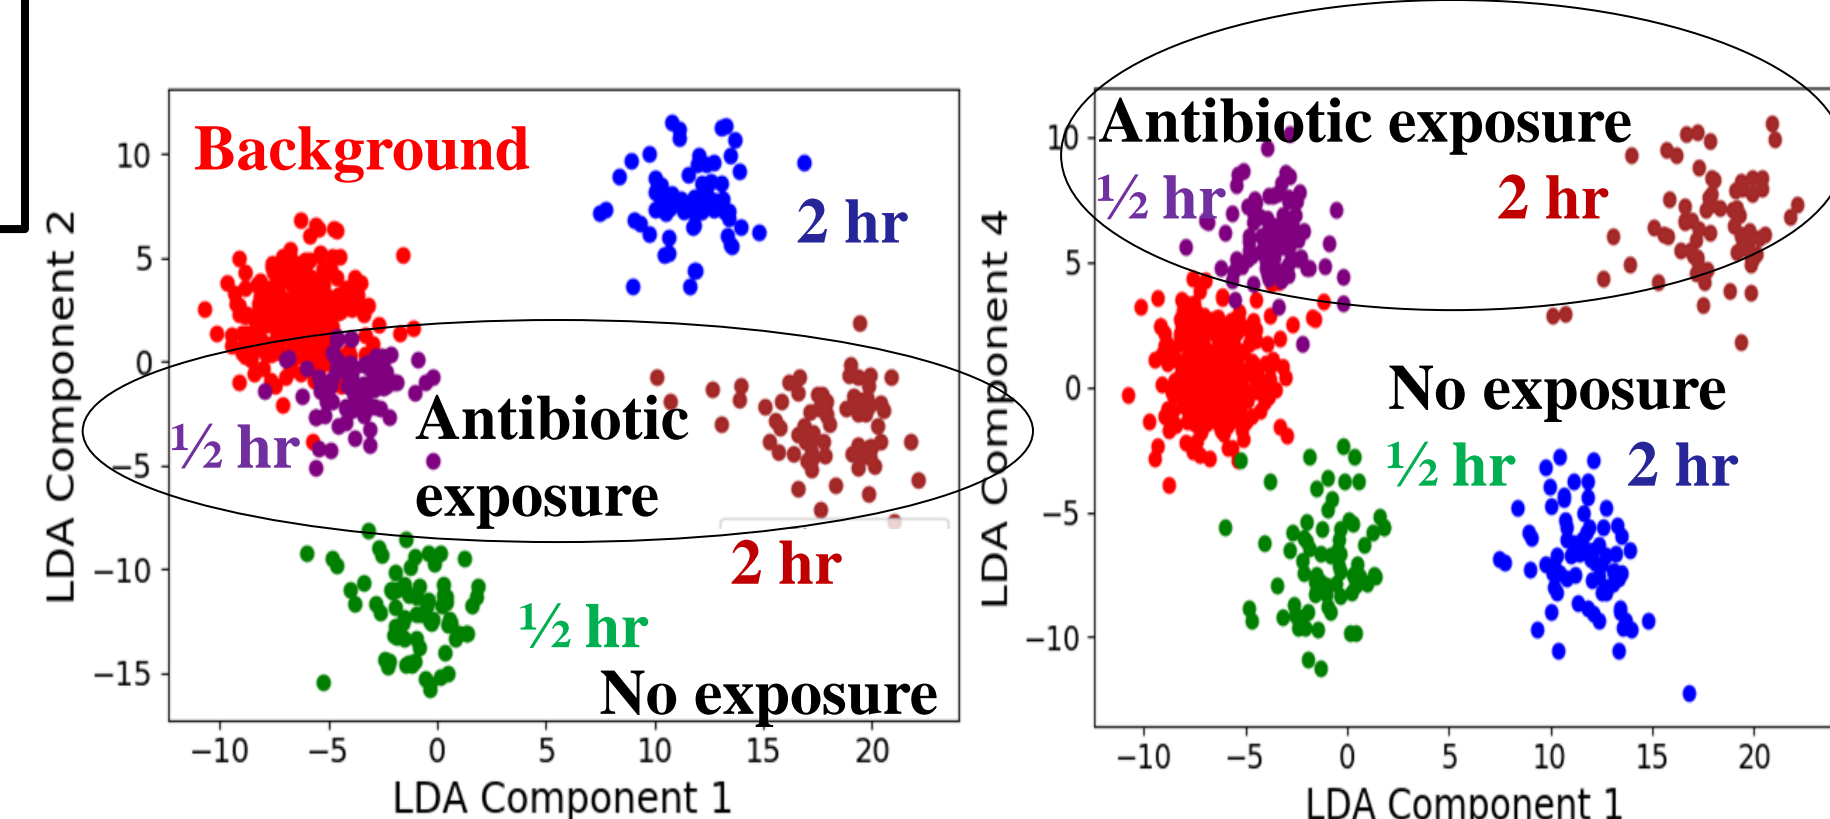 Background
2 hr
½ hr
Antibiotic
exposure
2 hr
½ hr
No exposure
LDA Component 2
10
5
0
−5
−10
−15
−10
−5
0
5
10
15
20
LDA Component 1
Antibiotic exposure
½ hr
2 hr
No exposure
½ hr
2 hr
LDA Component 4
10
5
0
−5
−10
−10
−5
0
5
10
15
20
LDA Component 1